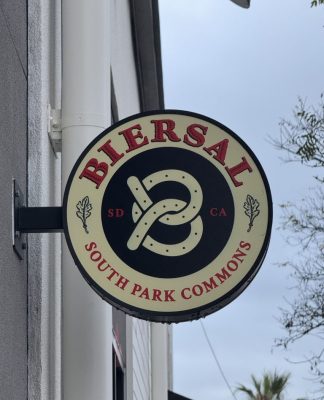 BIERSAL
SD CA
SOUTH PARK COMMONS